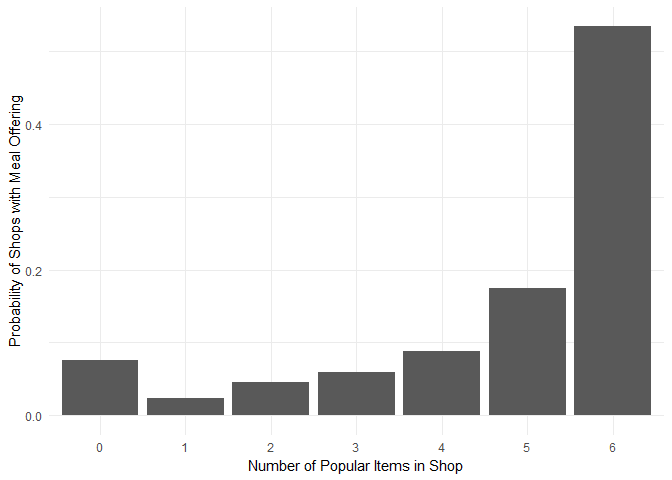 Probability of Shops with Meal Offering
0.4
0.2
0.0
0 1 2 3 4 5 6
Number of Popular Items in Shop